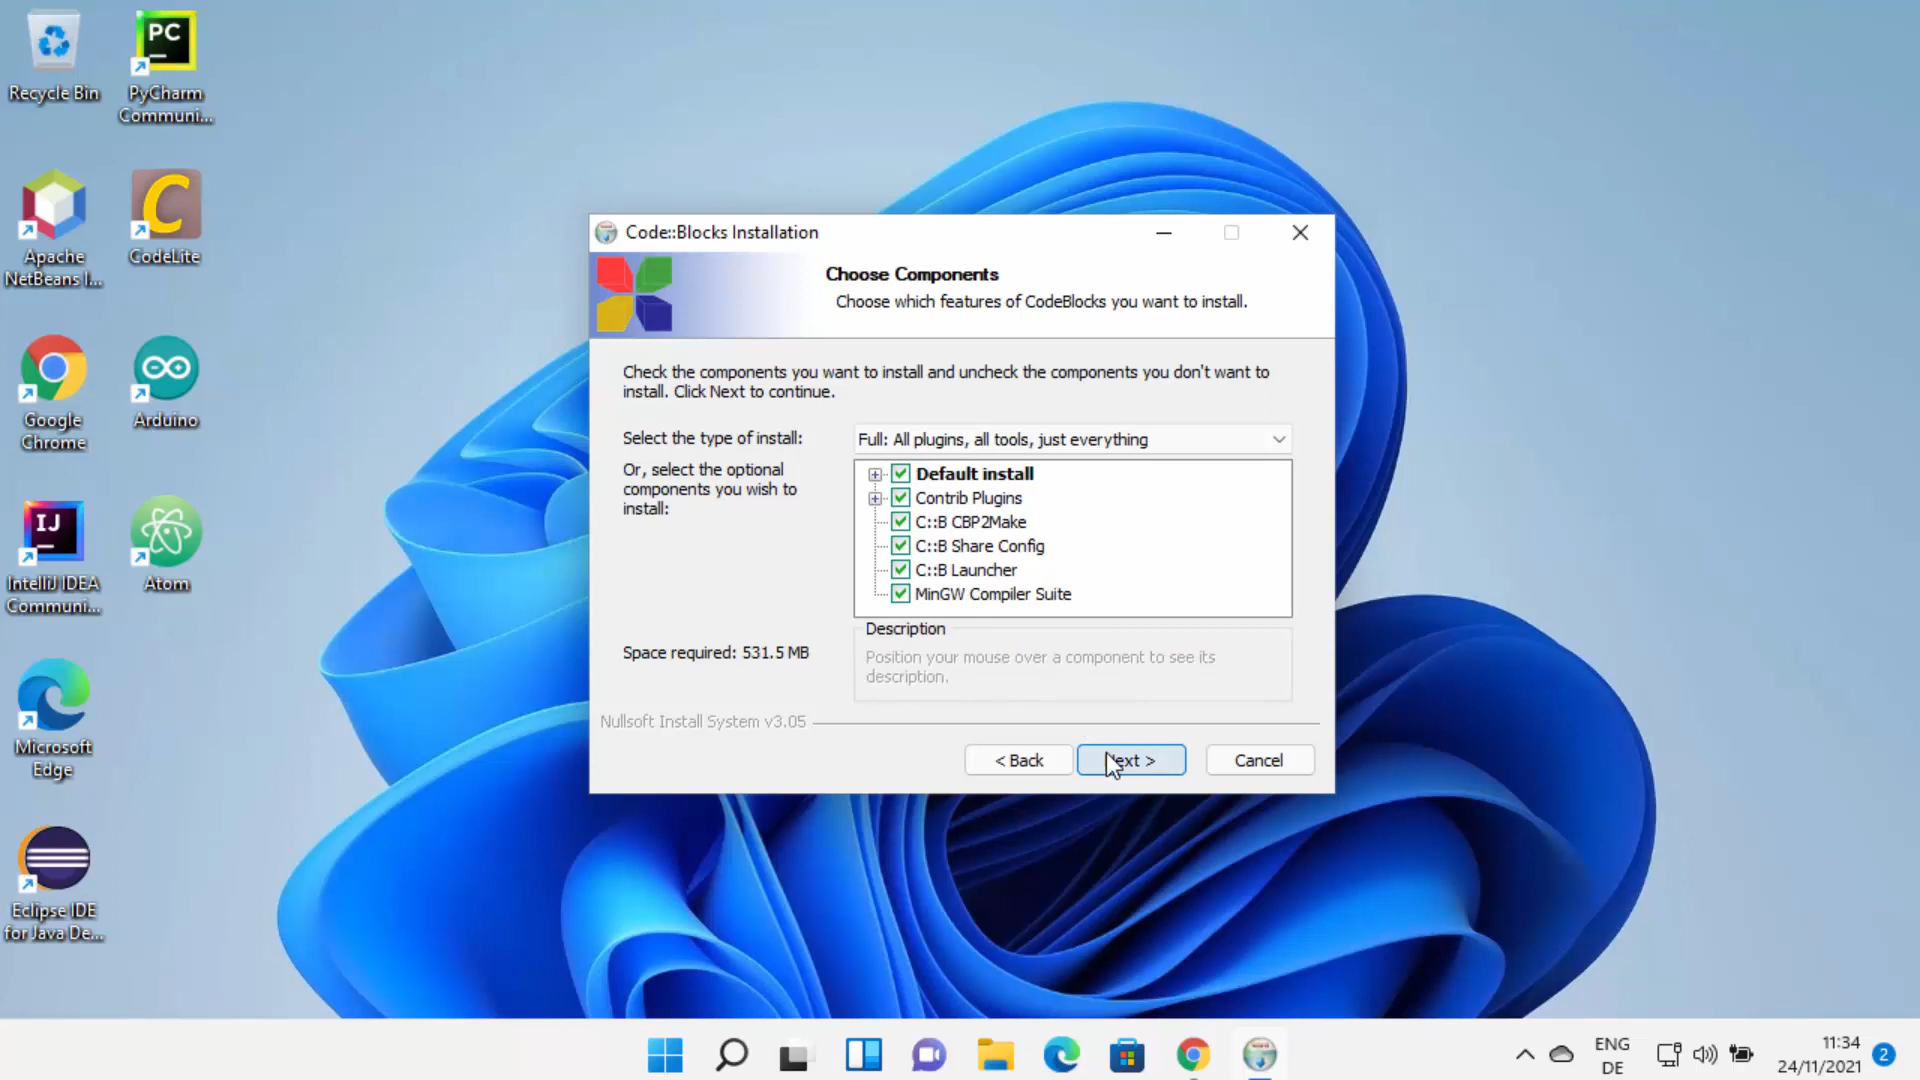 Recycle Bin
PC
PyCharm
Communi...
Apache
NetBeans I...
C
CodeLite
Google
Chrome
Arduino
IJ
IntelliJ IDEA
Communi...
Atom
Microsoft
Edge
Eclipse IDE
for Java De...
Code::Blocks Installation
Choose Components
Choose which features of CodeBlocks you want to install.
Check the components you want to install and uncheck the components you don't want to
install. Click Next to continue.
Select the type of install:
Full: All plugins, all tools, just everything
Or, select the optional
components you wish to
install:
Default install
Contrib Plugins
C::B CBP2Make
C::B Share Config
C::B Launcher
MinGW Compiler Suite
Space required: 531.5 MB
Description
Position your mouse over a component to see its
description.
Nullsoft Install System v3.05
< Back
ext >
Cancel
ENG
DE
11:34
24/11/2021
2